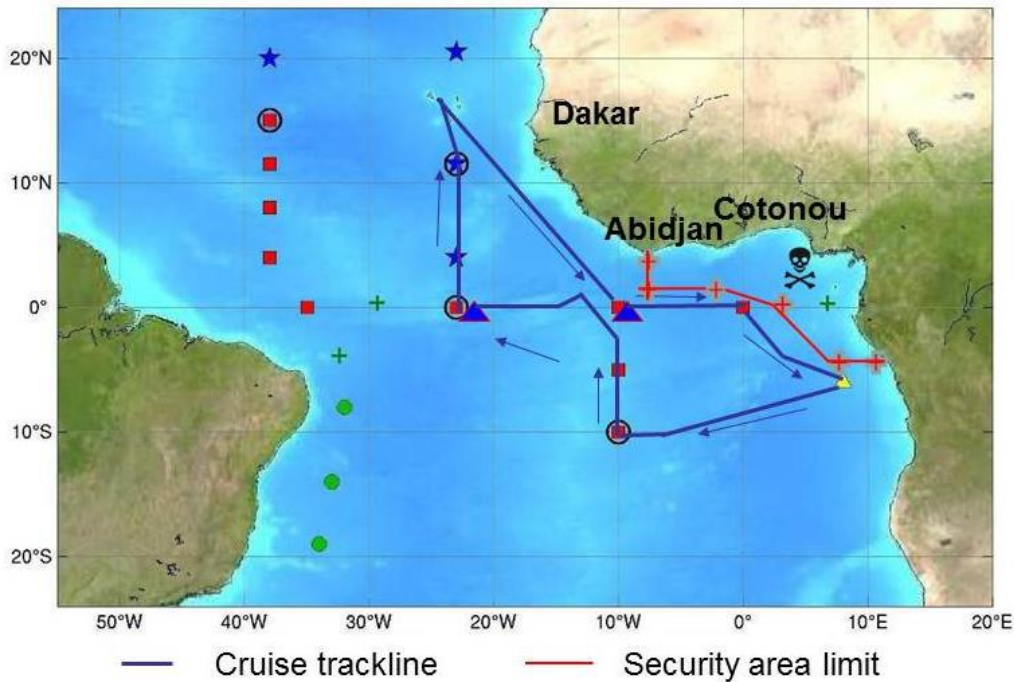 20°N
Dakar
10°N
Cotonou
Abidjan
0°
10°S
20°S
50°W 40°W 30°W 20°W 10°W 0° 10°E 20°E
Cruise trackline Security area limit